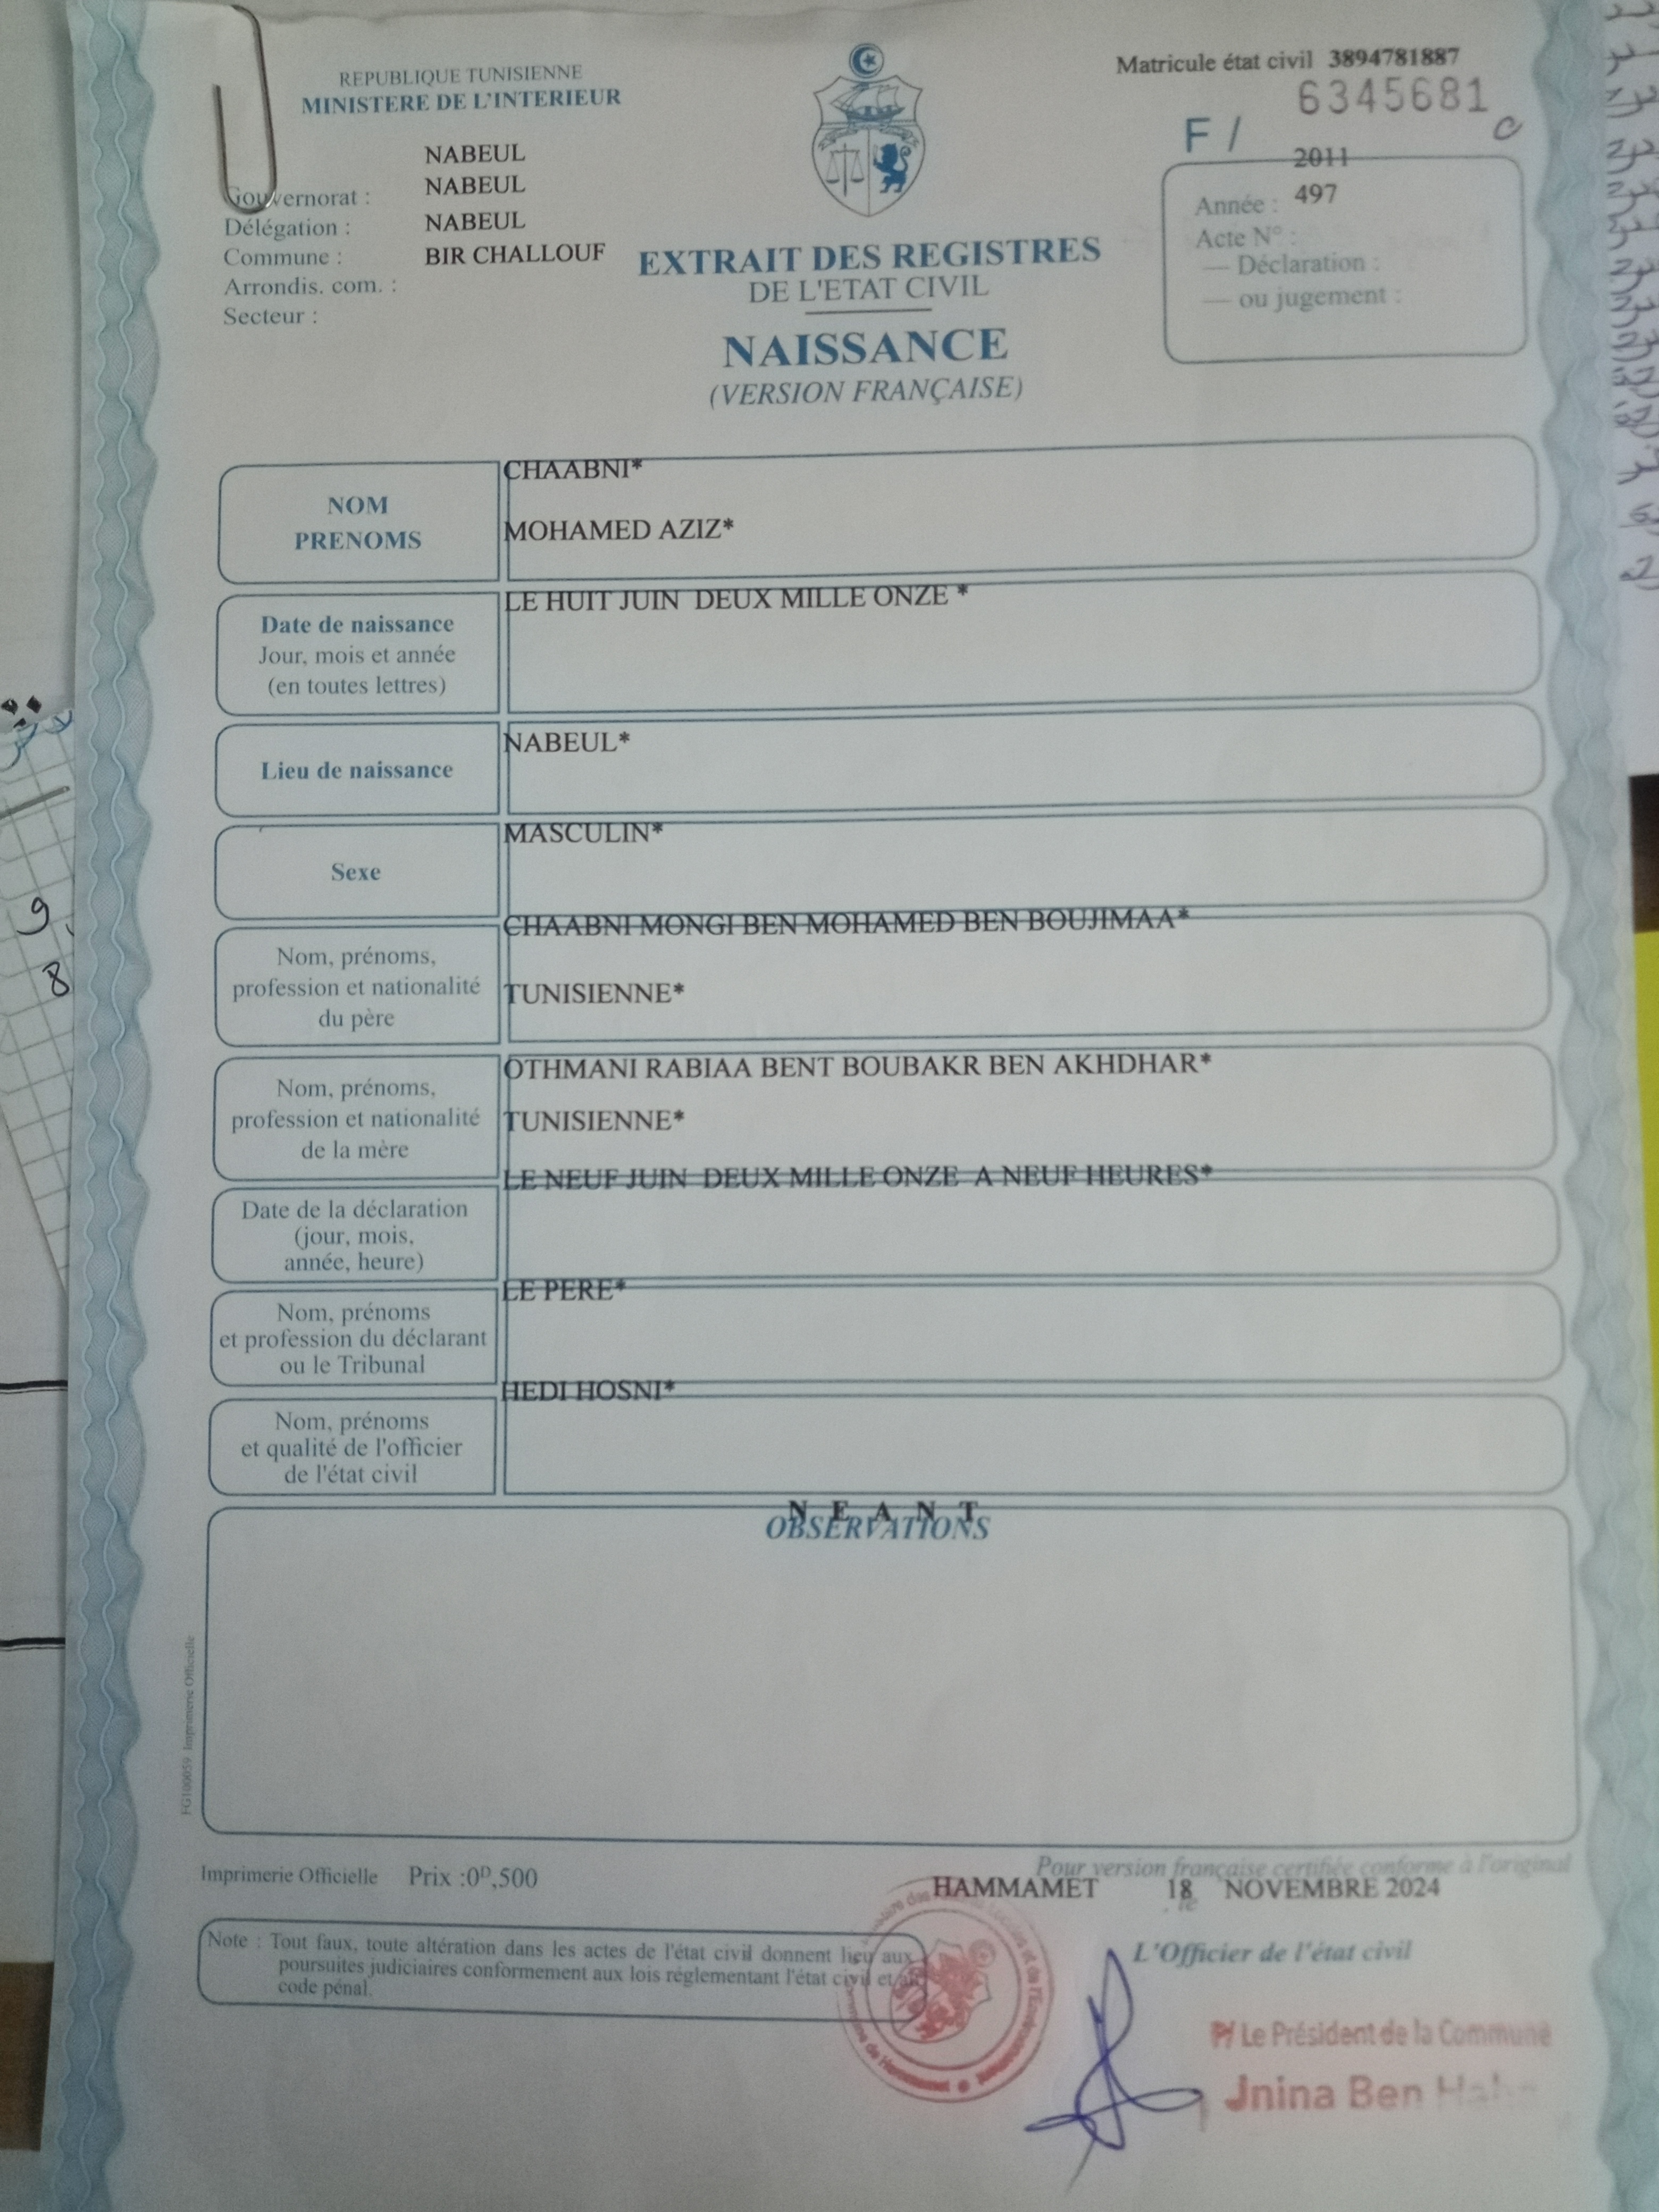 REPUBLIQUE TUNISIENNE
MINISTERE DE L'INTERIEUR
Matricule état civil 3894781887
6345681
F /
NABEUL
NABEUL
Gouvernorat :
NABEUL
Délégation :
BIR CHALLOUF
Commune :
Arrondis. com. :
Secteur :
EXTRAIT DES REGISTRES
DE L'ETAT CIVIL
NAISSANCE
(VERSION FRANÇAISE)
2011
Année : 497
Acte N° :
— Déclaration :
— ou jugement :
NOM
PRENOMS
CHAABNI*
MOHAMED AZIZ*
Date de naissance
Jour, mois et année
(en toutes lettres)
LE HUIT JUIN DEUX MILLE ONZE *
Lieu de naissance
NABEUL*
Sexe
MASCULIN*
Nom, prénoms,
profession et nationalité
du père
CHAABNI MONGI BEN MOHAMED BEN BOUJIMAA*
TUNISIENNE*
Nom, prénoms,
profession et nationalité
de la mère
OTHMANI RABIAA BENT BOUBAKR BEN AKHDHAR*
TUNISIENNE*
Date de la déclaration
(jour, mois,
année, heure)
LE NEUF JUIN DEUX MILLE ONZE A NEUF HEURES*
Nom, prénoms
et profession du déclarant
ou le Tribunal
LE PERE*
Nom, prénoms
et qualité de l'officier
de l'état civil
HEDI HOSNI*
N E A N T
OBSERVATIONS
FG100059 Imprimerie Officielle
Imprimerie Officielle Prix :0ᴰ,500
Pour version française certifiée conforme à l'original
HAMMAMET 18 NOVEMBRE 2024
, le
Note : Tout faux, toute altération dans les actes de l'état civil donnent lieu aux
poursuites judiciaires conformement aux lois réglementant l'état civil et au
code pénal.
L'Officier de l'état civil
P/ Le Président de la Commune
Jnina Ben
9
8